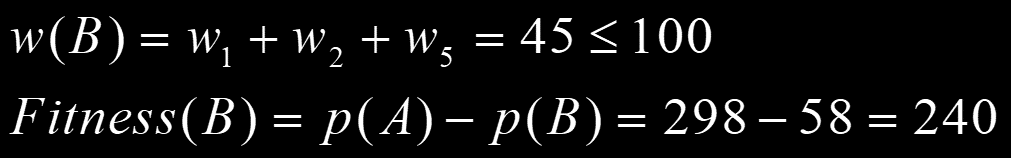 w(B) = w₁ + w₂ + w₅ = 45 ≤ 100
Fitness(B) = p(A) − p(B) = 298 − 58 = 240